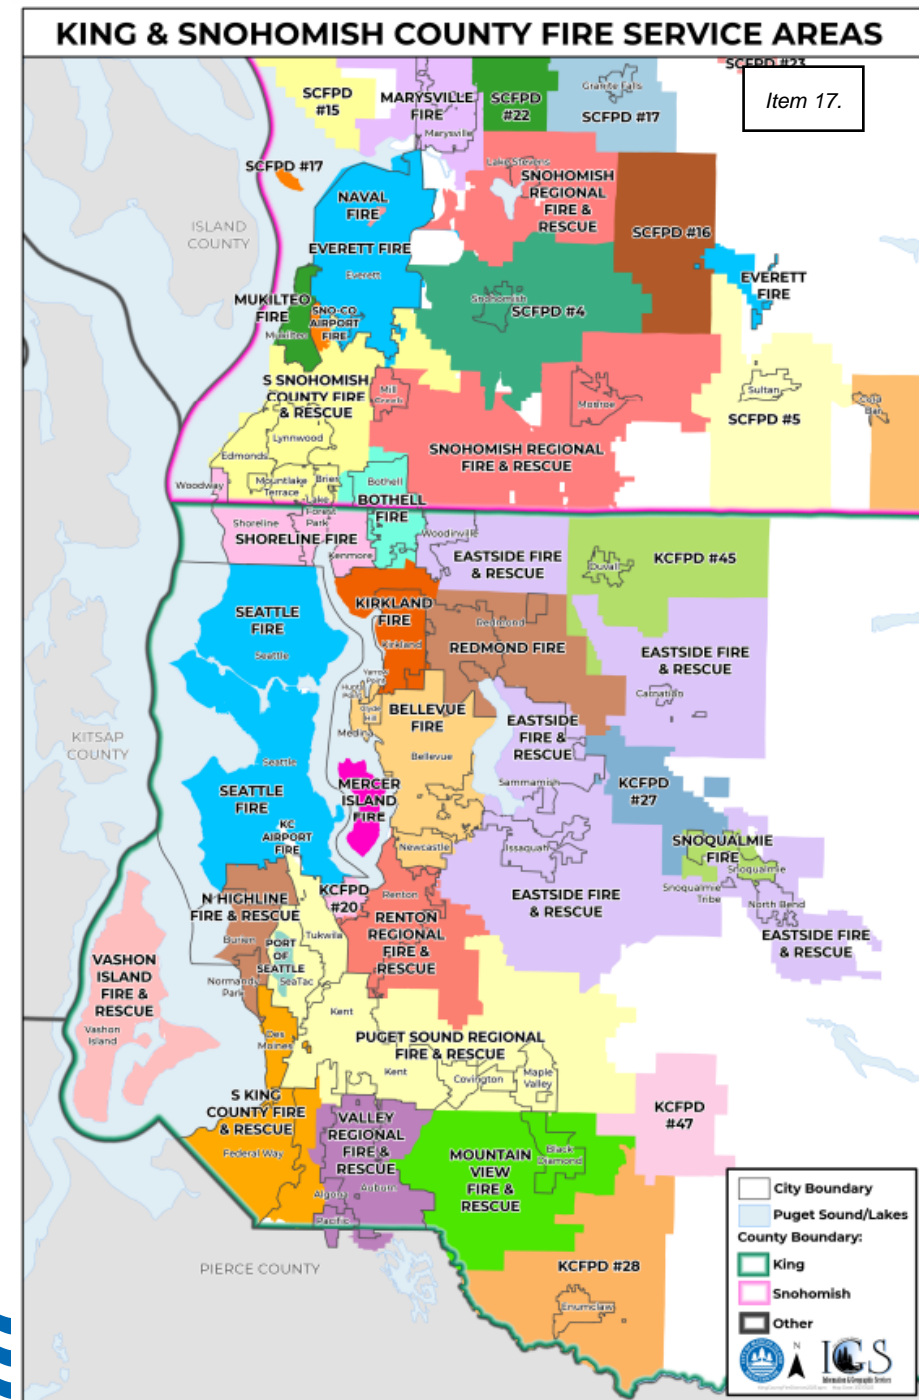 KING & SNOHOMISH COUNTY FIRE SERVICE AREAS
SCFPD #23
Item 17.
SCFPD
#15
MARYSVILLE
FIRE
Marysville
SCFPD
#22
Granite Falls
SCFPD #17
SCFPD #17
Lake Stevens
SNOHOMISH
REGIONAL
FIRE &
RESCUE
NAVAL
FIRE
ISLAND
COUNTY
SCFPD #16
EVERETT FIRE
Everett
EVERETT
FIRE
MUKILTEO
FIRE
Mukilteo
SNO-CO
AIRPORT
FIRE
Snohomish
SCFPD #4
S SNOHOMISH
COUNTY FIRE
& RESCUE
Mill
Creek
Monroe
Sultan
SCFPD #5
Gold
Bar
Lynnwood
Edmonds
SNOHOMISH REGIONAL
FIRE & RESCUE
Woodway
Mountlake
Terrace
Brier
Bothell
BOTHELL
FIRE
Lake
Forest
Park
Shoreline
SHORELINE FIRE
Kenmore
Woodinville
EASTSIDE FIRE
& RESCUE
Duvall
KCFPD #45
SEATTLE
FIRE
Seattle
KIRKLAND
FIRE
Kirkland
Redmond
REDMOND FIRE
EASTSIDE FIRE
& RESCUE
Carnation
Yarrow
Point
Hunts
Point
Clyde
Hill
Medina
BELLEVUE
FIRE
Bellevue
EASTSIDE
FIRE &
RESCUE
Sammamish
KITSAP
COUNTY
Seattle
SEATTLE
FIRE
MERCER
ISLAND
FIRE
KCFPD
#27
KC
AIRPORT
FIRE
Newcastle
Issaquah
SNOQUALMIE
FIRE
Snoqualmie
Snoqualmie
Tribe
North Bend
EASTSIDE FIRE
& RESCUE
N HIGHLINE
FIRE & RESCUE
KCFPD
#20
Renton
RENTON
REGIONAL
FIRE &
RESCUE
EASTSIDE FIRE
& RESCUE
Burien
PORT
OF
SEATTLE
Tukwila
SeaTac
Normandy
Park
VASHON
ISLAND
FIRE &
RESCUE
Vashon
Island
Kent
Des
Moines
PUGET SOUND REGIONAL
FIRE & RESCUE
Kent
Covington
Maple
Valley
S KING
COUNTY FIRE
& RESCUE
Federal Way
VALLEY
REGIONAL
FIRE &
RESCUE
KCFPD
#47
MOUNTAIN
VIEW
FIRE &
RESCUE
Black
Diamond
Algona
Auburn
Pacific
PIERCE COUNTY
KCFPD #28
Enumclaw
City Boundary
Puget Sound/Lakes
County Boundary:
King
Snohomish
Other
N
IGS
Information & Geographic Services